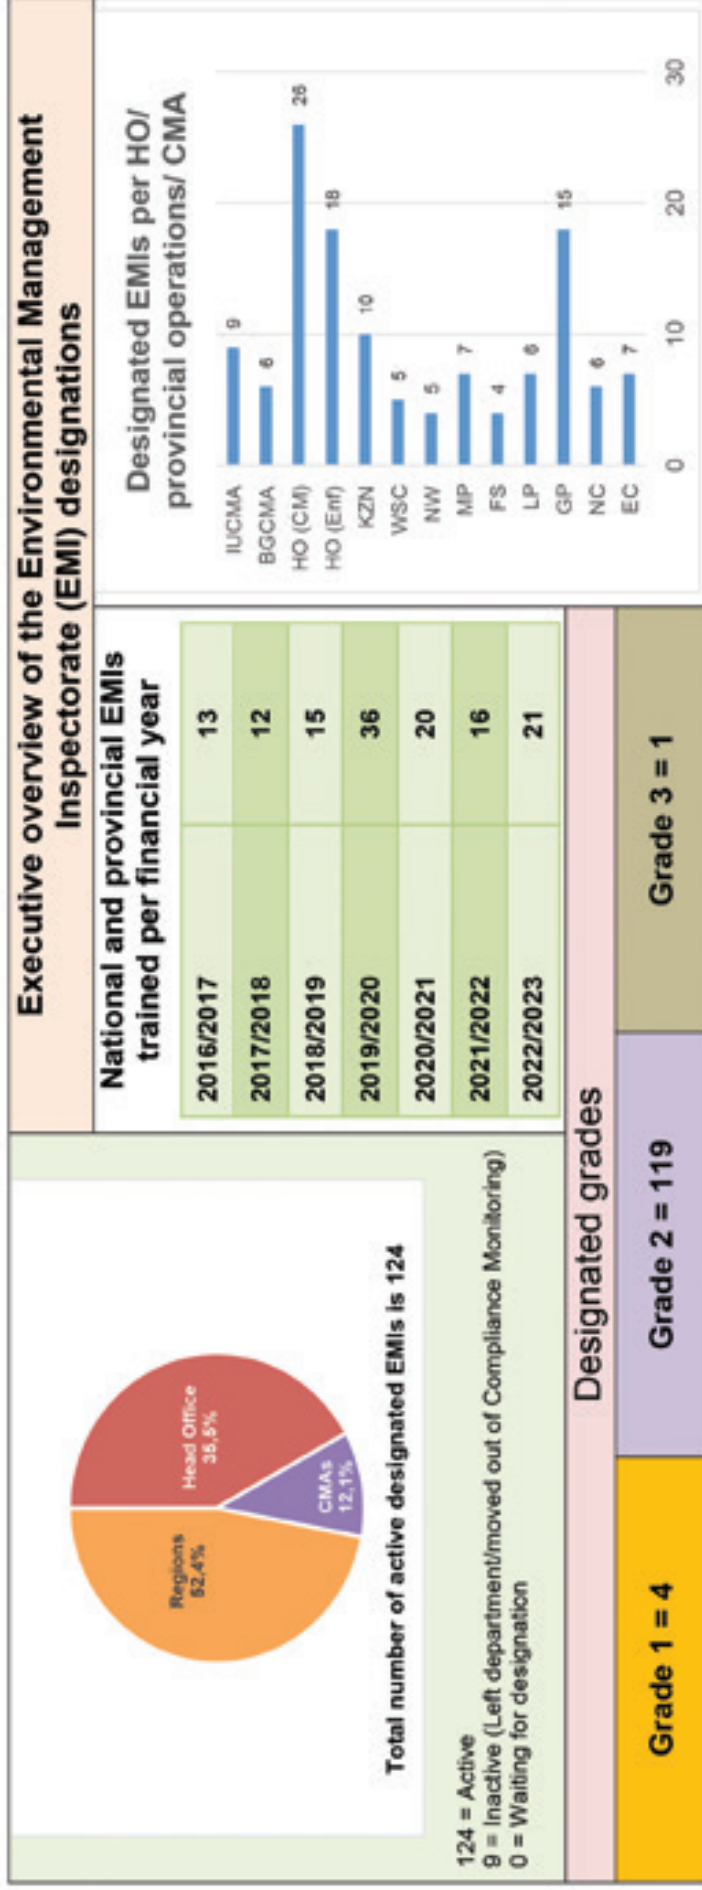 Executive overview of the Environmental Management
Inspectorate (EMI) designations
Regions
52,4%
Head Office
35,5%
CMAs
12,1%
Total number of active designated EMIs is 124
124 = Active
9 = Inactive (Left department/moved out of Compliance Monitoring)
0 = Waiting for designation
National and provincial EMIs
trained per financial year
2016/2017 13
2017/2018 12
2018/2019 15
2019/2020 36
2020/2021 20
2021/2022 16
2022/2023 21
Designated EMIs per HO/
provincial operations/ CMA
IUCMA 9
BGCMA 6
HO (CM) 26
HO (Enf) 18
KZN 10
WSC 5
NW 5
MP 7
FS 4
LP 6
GP 15
NC 6
EC 7
0 10 20 30
Designated grades
Grade 1 = 4
Grade 2 = 119
Grade 3 = 1